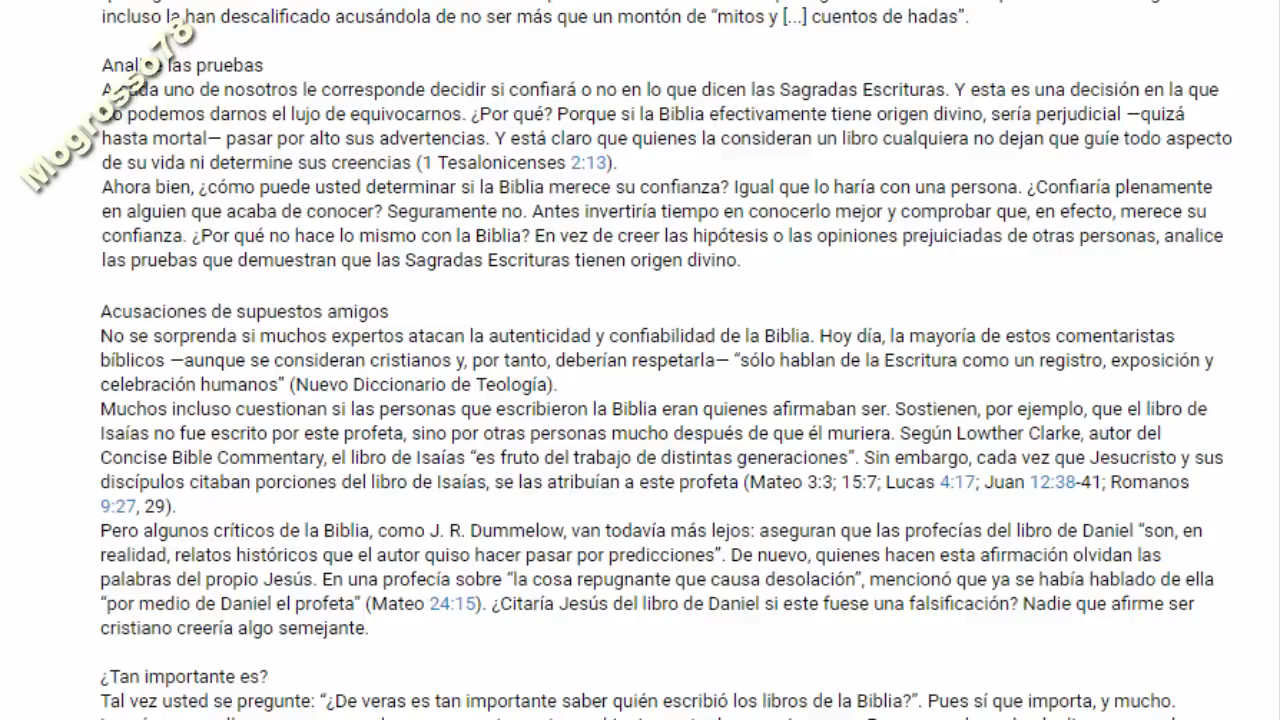 incluso la han descalificado acusándola de no ser más que un montón de “mitos y [...] cuentos de hadas”.
Analice las pruebas
A cada uno de nosotros le corresponde decidir si confiará o no en lo que dicen las Sagradas Escrituras. Y esta es una decisión en la que
no podemos darnos el lujo de equivocarnos. ¿Por qué? Porque si la Biblia efectivamente tiene origen divino, sería perjudicial —quizá
hasta mortal— pasar por alto sus advertencias. Y está claro que quienes la consideran un libro cualquiera no dejan que guíe todo aspecto
de su vida ni determine sus creencias (1 Tesalonicenses 2:13).
Ahora bien, ¿cómo puede usted determinar si la Biblia merece su confianza? Igual que lo haría con una persona. ¿Confiaría plenamente
en alguien que acaba de conocer? Seguramente no. Antes invertiría tiempo en conocerlo mejor y comprobar que, en efecto, merece su
confianza. ¿Por qué no hace lo mismo con la Biblia? En vez de creer las hipótesis o las opiniones prejuiciadas de otras personas, analice
las pruebas que demuestran que las Sagradas Escrituras tienen origen divino.
Acusaciones de supuestos amigos
No se sorprenda si muchos expertos atacan la autenticidad y confiabilidad de la Biblia. Hoy día, la mayoría de estos comentaristas
bíblicos —aunque se consideran cristianos y, por tanto, deberían respetarla— “sólo hablan de la Escritura como un registro, exposición y
celebración humanos” (Nuevo Diccionario de Teología).
Muchos incluso cuestionan si las personas que escribieron la Biblia eran quienes afirmaban ser. Sostienen, por ejemplo, que el libro de
Isaías no fue escrito por este profeta, sino por otras personas mucho después de que él muriera. Según Lowther Clarke, autor del
Concise Bible Commentary, el libro de Isaías “es fruto del trabajo de distintas generaciones”. Sin embargo, cada vez que Jesucristo y sus
discípulos citaban porciones del libro de Isaías, se las atribuían a este profeta (Mateo 3:3; 15:7; Lucas 4:17; Juan 12:38-41; Romanos
9:27, 29).
Pero algunos críticos de la Biblia, como J. R. Dummelow, van todavía más lejos: aseguran que las profecías del libro de Daniel “son, en
realidad, relatos históricos que el autor quiso hacer pasar por predicciones”. De nuevo, quienes hacen esta afirmación olvidan las
palabras del propio Jesús. En una profecía sobre “la cosa repugnante que causa desolación”, mencionó que ya se había hablado de ella
“por medio de Daniel el profeta” (Mateo 24:15). ¿Citaría Jesús del libro de Daniel si este fuese una falsificación? Nadie que afirme ser
cristiano creería algo semejante.
¿Tan importante es?
Tal vez usted se pregunte: “¿De veras es tan importante saber quién escribió los libros de la Biblia?”. Pues sí que importa, y mucho.
Mogrosso78